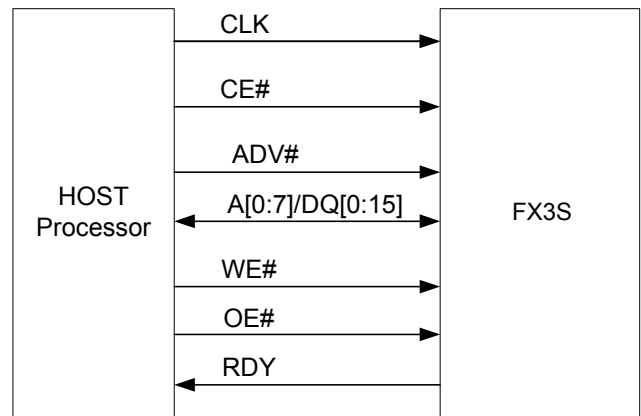 CLK
CE#
ADV#
HOST
Processor
A[0:7]/DQ[0:15]
FX3S
WE#
OE#
RDY